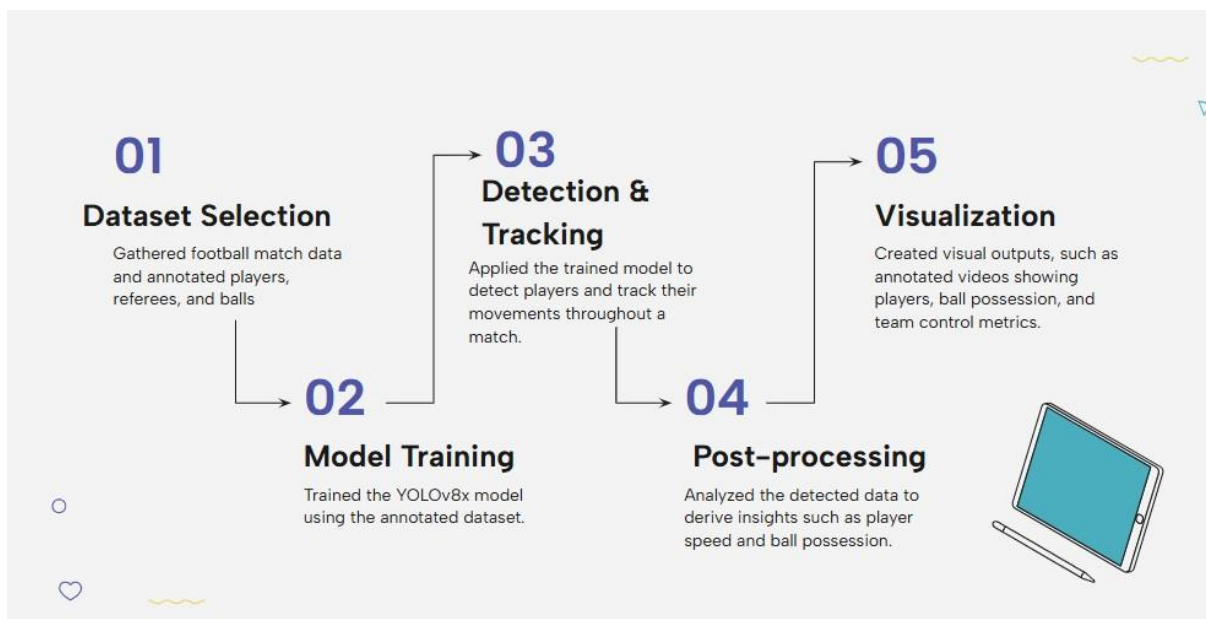 01
Dataset Selection
Gathered football match data
and annotated players,
referees, and balls
02
Model Training
Trained the YOLOv8x model
using the annotated dataset.
03
Detection &
Tracking
Applied the trained model to
detect players and track their
movements throughout a
match.
04
Post-processing
Analyzed the detected data to
derive insights such as player
speed and ball possession.
05
Visualization
Created visual outputs, such as
annotated videos showing
players, ball possession, and
team control metrics.